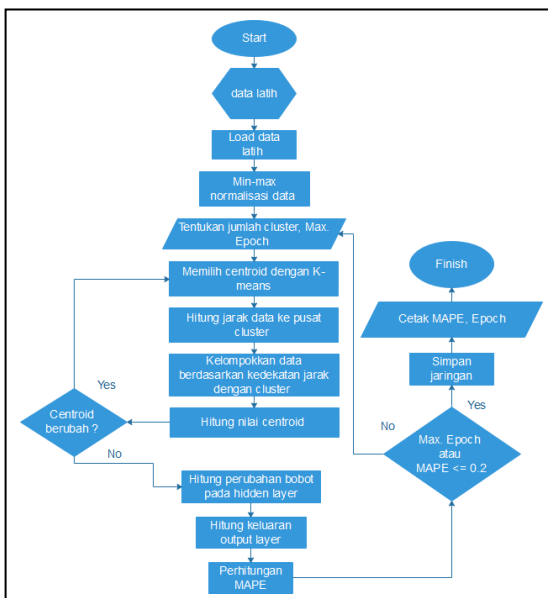 Start
data latih
Load data
latih
Min-max
normalisasi data
Tentukan jumlah cluster, Max.
Epoch
Memilih centroid dengan K-
means
Hitung jarak data ke pusat
cluster
Kelompokkan data
berdasarkan kedekatan jarak
dengan cluster
Hitung nilai centroid
Centroid
berubah ?
Yes
No
Hitung perubahan bobot
pada hidden layer
Hitung keluaran
output layer
Perhitungan
MAPE
Max. Epoch
atau
MAPE <= 0.2
No
Yes
Simpan
jaringan
Cetak MAPE, Epoch
Finish